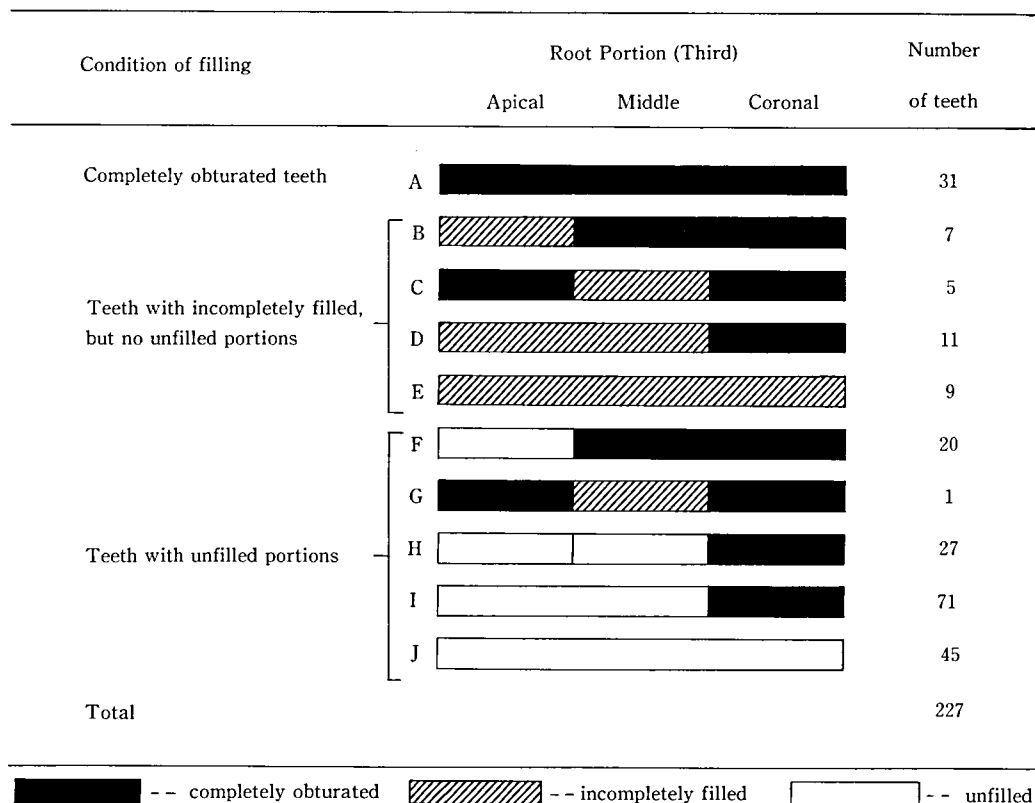 Condition of filling Root Portion (Third) Number
Apical Middle Coronal of teeth
Completely obturated teeth A 31
B 7
C 5
Teeth with incompletely filled,
but no unfilled portions D 11
E 9
F 20
G 1
Teeth with unfilled portions H 27
I 71
J 45
Total 227
-- completely obturated -- incompletely filled -- unfilled